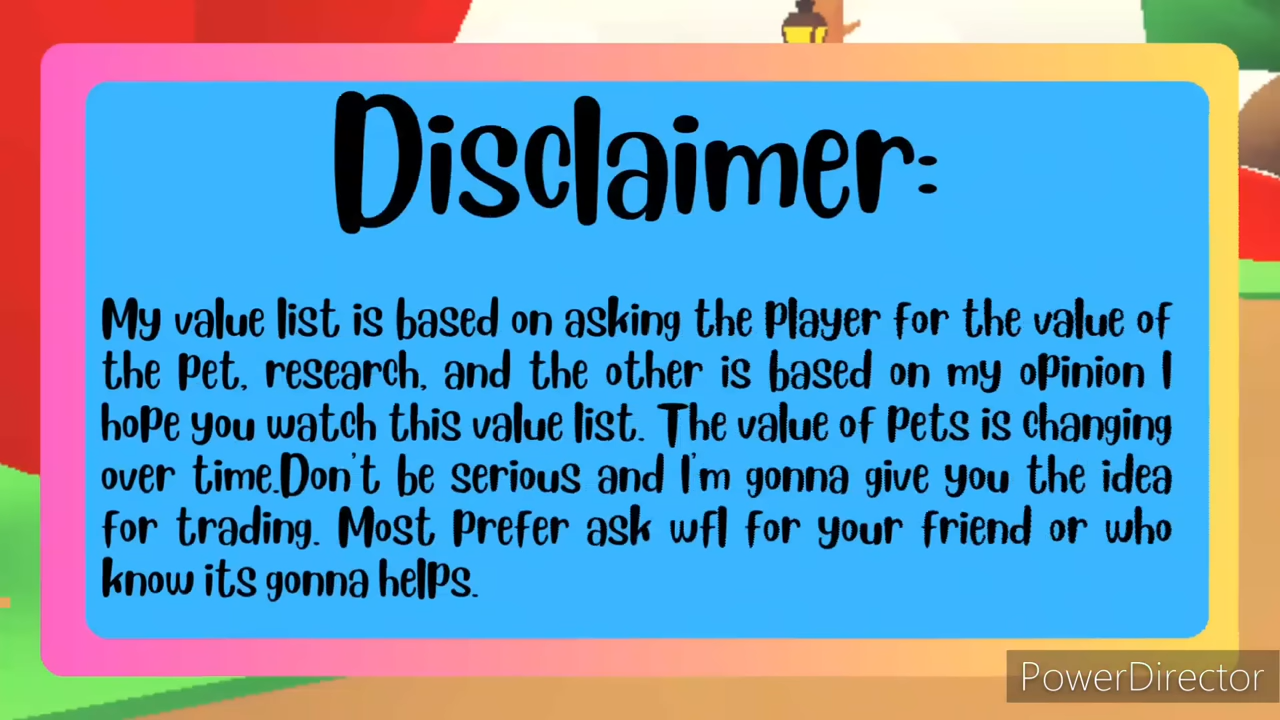 Disclaimer:
My value list is based on asking the player for the value of
the pet, research, and the other is based on my opinion I
hope you watch this value list. The value of pets is changing
over time.Don't be serious and I'm gonna give you the idea
for trading. Most prefer ask wfl for your friend or who
know its gonna helps.
PowerDirector